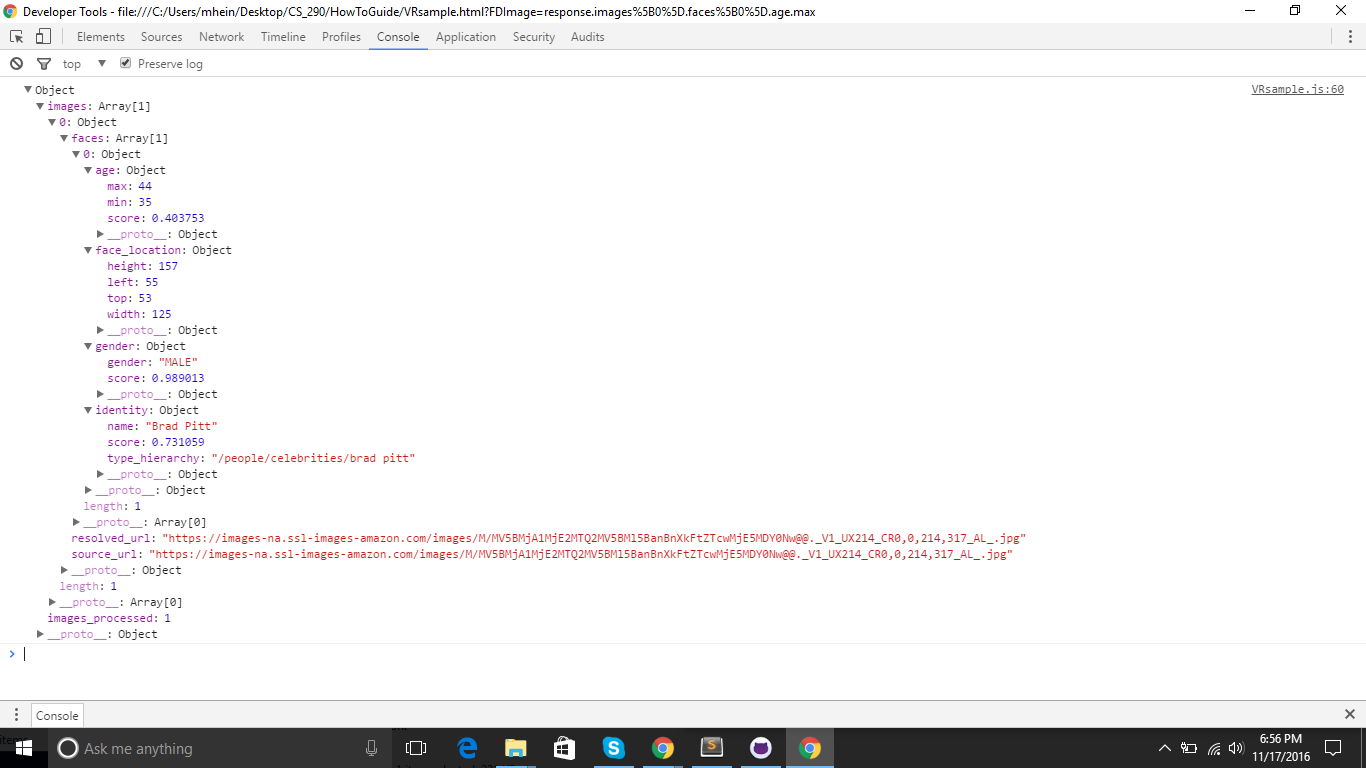 Developer Tools - file:///C:/Users/mhein/Desktop/CS_290/HowToGuide/VRsample.html?FDImage=response.images%5B0%5D.faces%5B0%5D.age.max
Elements Sources Network Timeline Profiles Console Application Security Audits
top Preserve log
Object VRsample.js:60
images: Array[1]
0: Object
faces: Array[1]
0: Object
age: Object
max: 44
min: 35
score: 0.403753
__proto__: Object
face_location: Object
height: 157
left: 55
top: 53
width: 125
__proto__: Object
gender: Object
gender: "MALE"
score: 0.989013
__proto__: Object
identity: Object
name: "Brad Pitt"
score: 0.731059
type_hierarchy: "/people/celebrities/brad pitt"
__proto__: Object
__proto__: Object
length: 1
__proto__: Array[0]
resolved_url: "https://images-na.ssl-images-amazon.com/images/M/MV5BMjA1MjE2MTQ2MV5BMl5BanBnXkFtZTcwMjE5MDY0Nw@@._V1_UX214_CR0,0,214,317_AL_.jpg"
source_url: "https://images-na.ssl-images-amazon.com/images/M/MV5BMjA1MjE2MTQ2MV5BMl5BanBnXkFtZTcwMjE5MDY0Nw@@._V1_UX214_CR0,0,214,317_AL_.jpg"
__proto__: Object
length: 1
__proto__: Array[0]
images_processed: 1
__proto__: Object
Console
Ask me anything
6:56 PM
11/17/2016